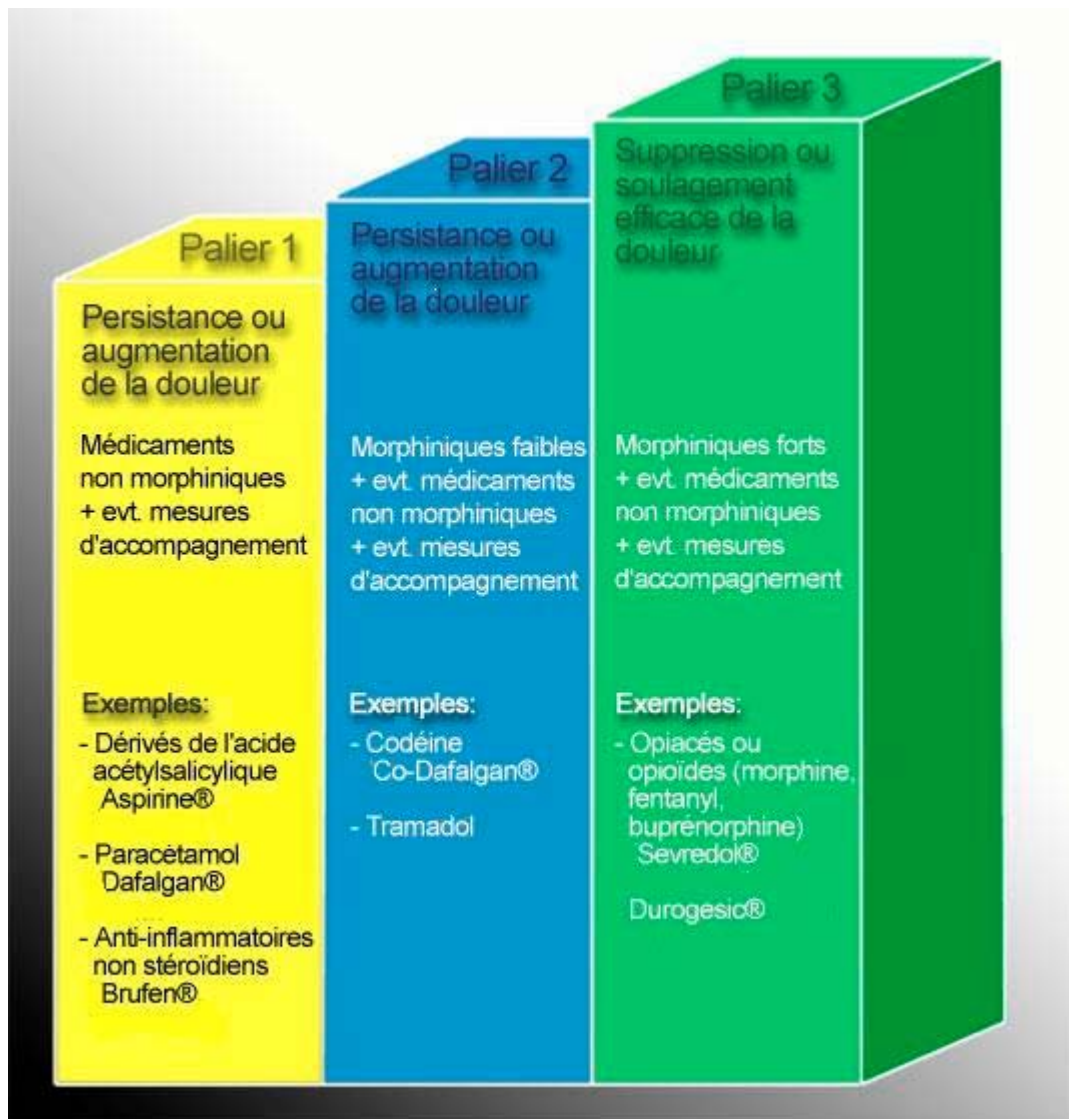 Palier 1
Persistance ou
augmentation
de la douleur
Médicaments
non morphiniques
+ evt. mesures
d'accompagnement
Exemples:
- Dérivés de l'acide
acétylsalicylique
Aspirine®
- Paracétamol
Dafalgan®
- Anti-inflammatoires
non stéroïdiens
Brufen®
Palier 2
Persistance ou
augmentation
de la douleur
Morphiniques faibles
+ evt. médicaments
non morphiniques
+ evt. mesures
d'accompagnement
Exemples:
- Codéine
Co-Dafalgan®
- Tramadol
Palier 3
Suppression ou
soulagement
efficace de la
douleur
Morphiniques forts
+ evt. médicaments
non morphiniques
+ evt. mesures
d'accompagnement
Exemples:
- Opiacés ou
opioïdes (morphine,
fentanyl,
buprénorphine)
Sevredol®
Durogesic®